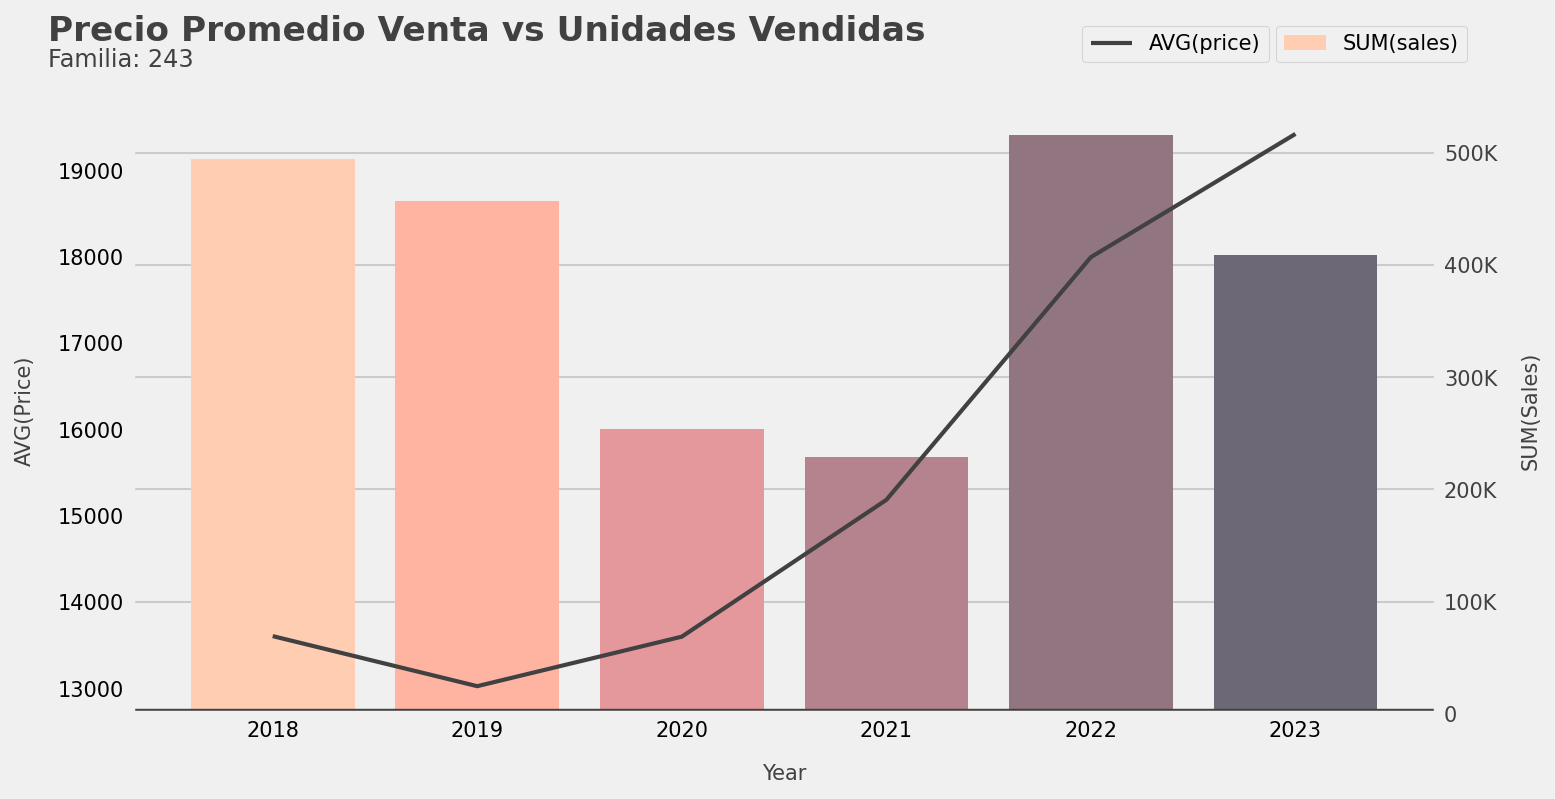 Precio Promedio Venta vs Unidades Vendidas
Familia: 243
AVG(price)
SUM(sales)
19000
18000
17000
16000
15000
14000
13000
AVG(Price)
500K
400K
300K
200K
100K
0
SUM(Sales)
2018 2019 2020 2021 2022 2023
Year